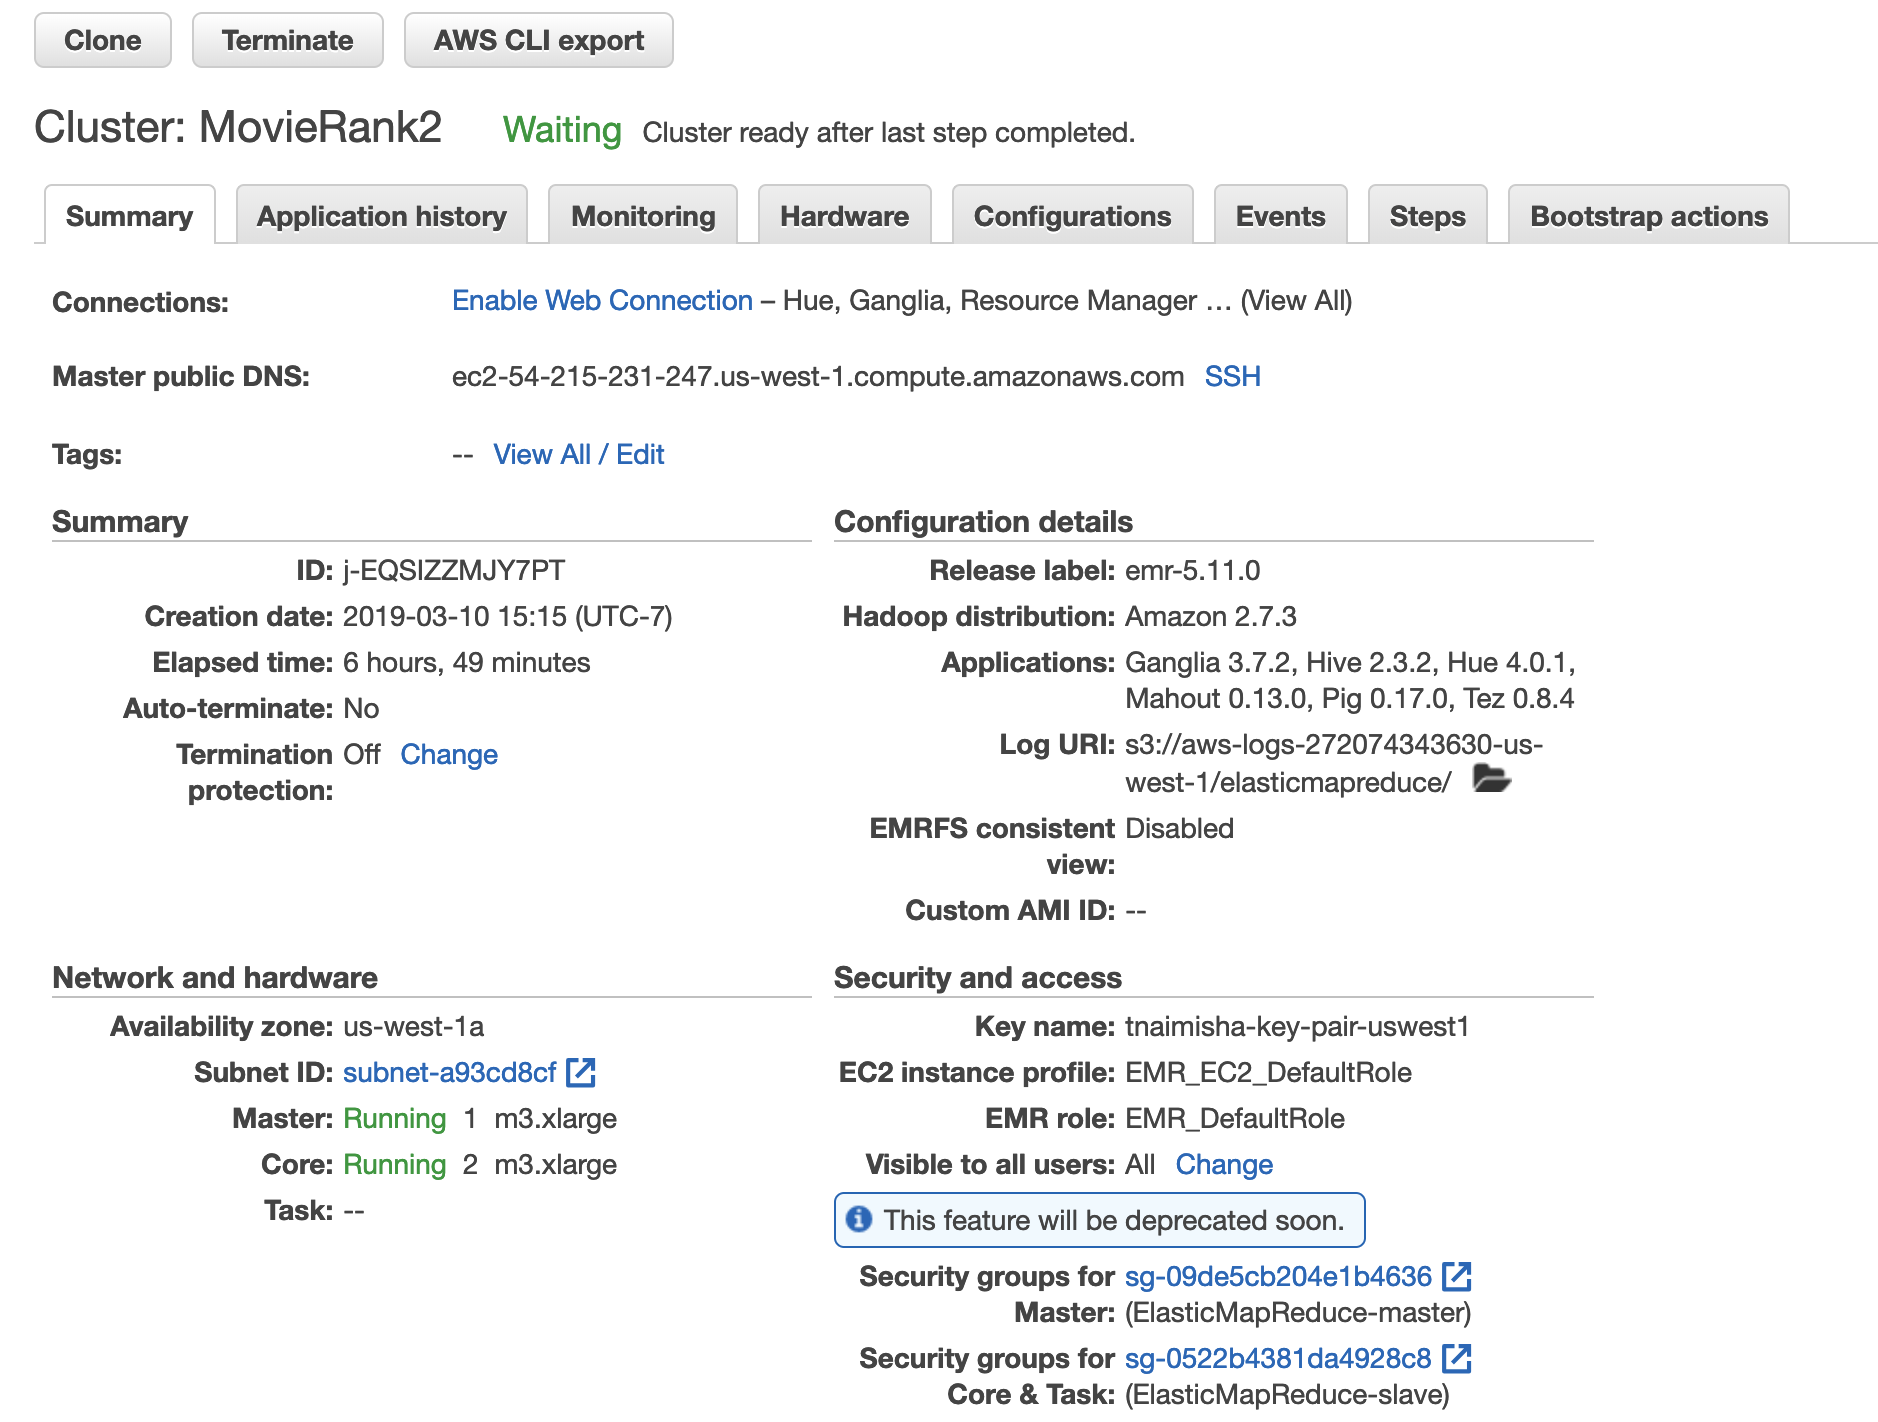 Clone Terminate AWS CLI export
Cluster: MovieRank2 Waiting Cluster ready after last step completed.
Summary Application history Monitoring Hardware Configurations Events Steps Bootstrap actions
Connections: Enable Web Connection – Hue, Ganglia, Resource Manager … (View All)
Master public DNS: ec2-54-215-231-247.us-west-1.compute.amazonaws.com SSH
Tags: -- View All / Edit
Summary
ID: j-EQSIZZMJY7PT
Creation date: 2019-03-10 15:15 (UTC-7)
Elapsed time: 6 hours, 49 minutes
Auto-terminate: No
Termination Off Change
protection:
Configuration details
Release label: emr-5.11.0
Hadoop distribution: Amazon 2.7.3
Applications: Ganglia 3.7.2, Hive 2.3.2, Hue 4.0.1,
Mahout 0.13.0, Pig 0.17.0, Tez 0.8.4
Log URI: s3://aws-logs-272074343630-us-
west-1/elasticmapreduce/
EMRFS consistent Disabled
view:
Custom AMI ID: --
Network and hardware
Availability zone: us-west-1a
Subnet ID: subnet-a93cd8cf
Master: Running 1 m3.xlarge
Core: Running 2 m3.xlarge
Task: --
Security and access
Key name: tnaimisha-key-pair-uswest1
EC2 instance profile: EMR_EC2_DefaultRole
EMR role: EMR_DefaultRole
Visible to all users: All Change
This feature will be deprecated soon.
Security groups for sg-09de5cb204e1b4636
Master: (ElasticMapReduce-master)
Security groups for sg-0522b4381da4928c8
Core & Task: (ElasticMapReduce-slave)